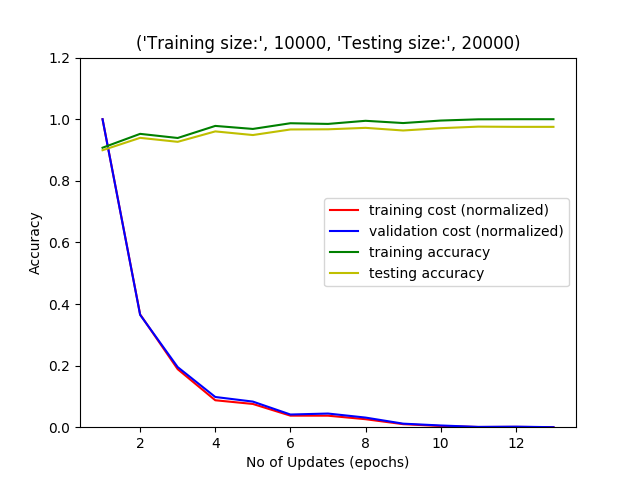 ('Training size:', 10000, 'Testing size:', 20000)
1.2
1.0
0.8
0.6
0.4
0.2
0.0
Accuracy
training cost (normalized)
validation cost (normalized)
training accuracy
testing accuracy
2 4 6 8 10 12
No of Updates (epochs)